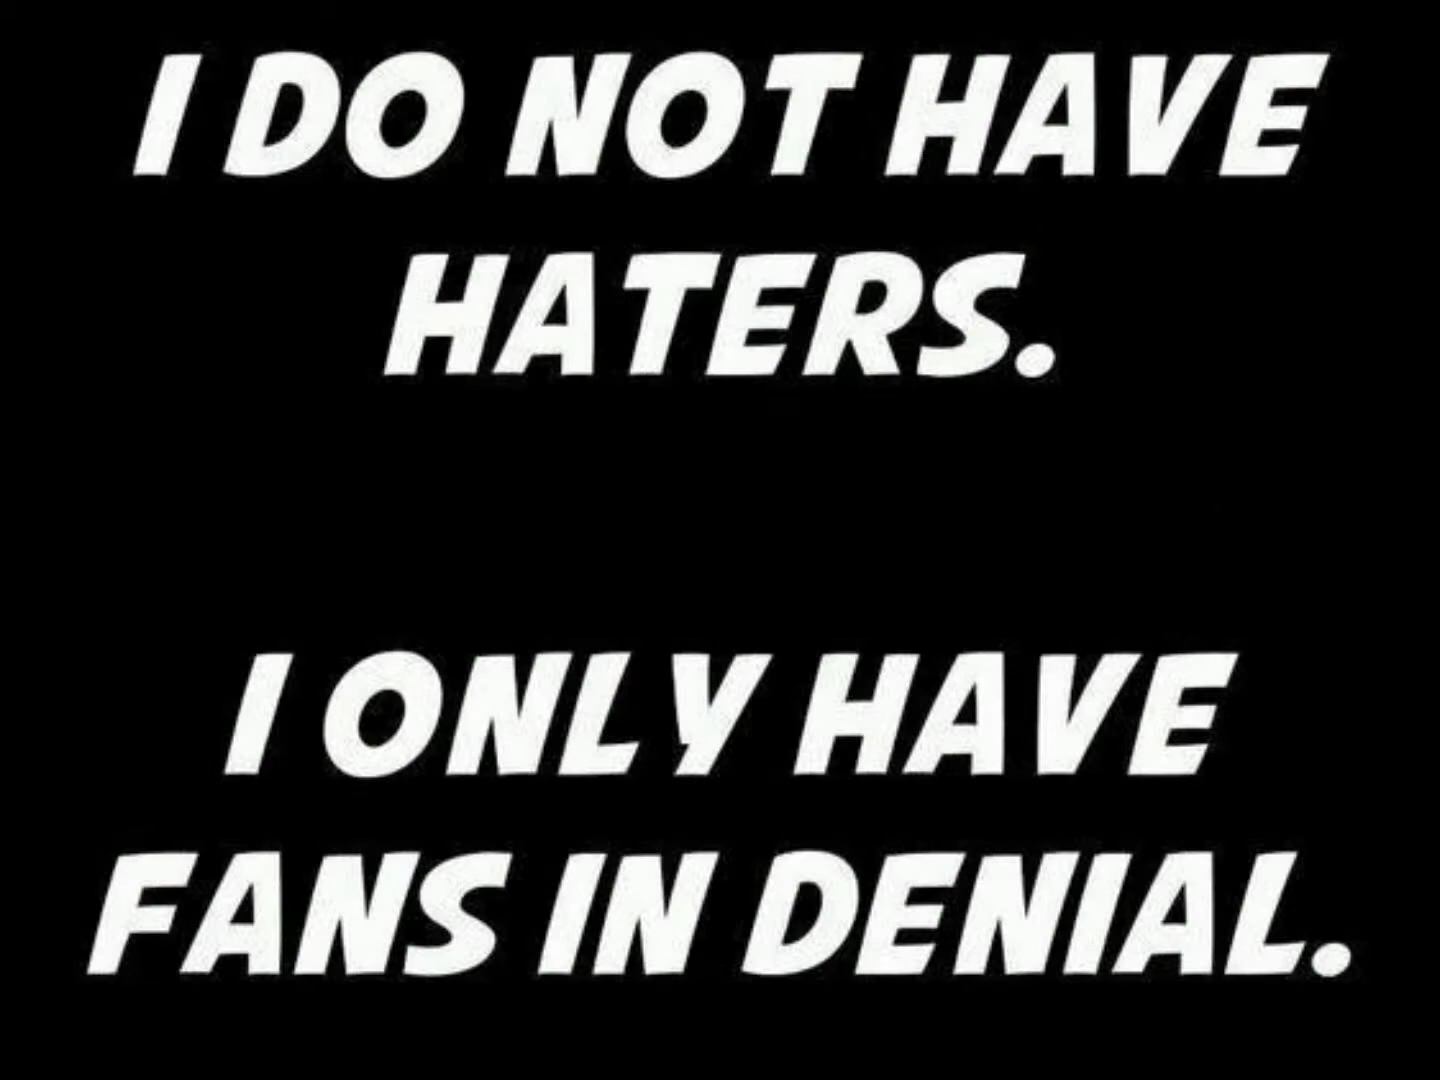 I DO NOT HAVE
HATERS.
I ONLY HAVE
FANS IN DENIAL.